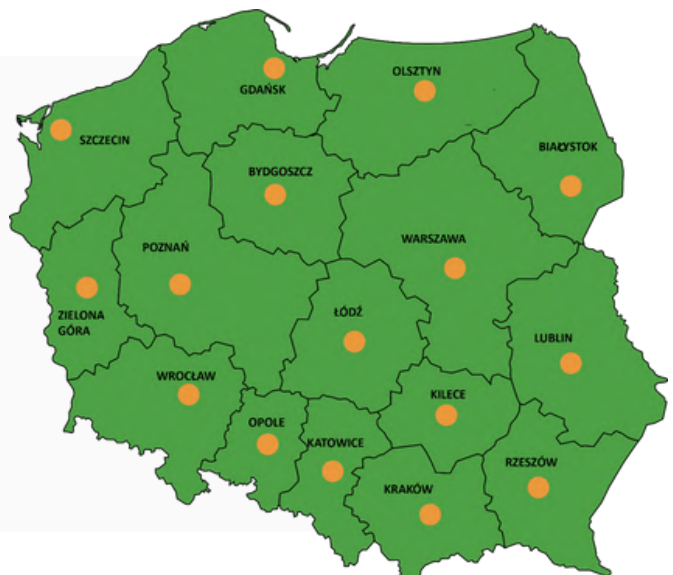 OLSZTYN
GDAŃSK
SZCZECIN
BIAŁYSTOK
BYDGOSZCZ
WARSZAWA
POZNAŃ
ŁÓDŹ
ZIELONA
GÓRA
LUBLIN
WROCŁAW
KILECE
OPOLE
KATOWICE
RZESZÓW
KRAKÓW